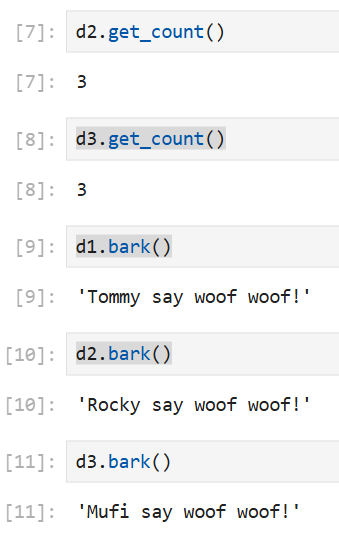 [7]: d2.get_count()
[7]: 3
[8]: d3.get_count()
[8]: 3
[9]: d1.bark()
[9]: 'Tommy say woof woof!'
[10]: d2.bark()
[10]: 'Rocky say woof woof!'
[11]: d3.bark()
[11]: 'Mufi say woof woof!'